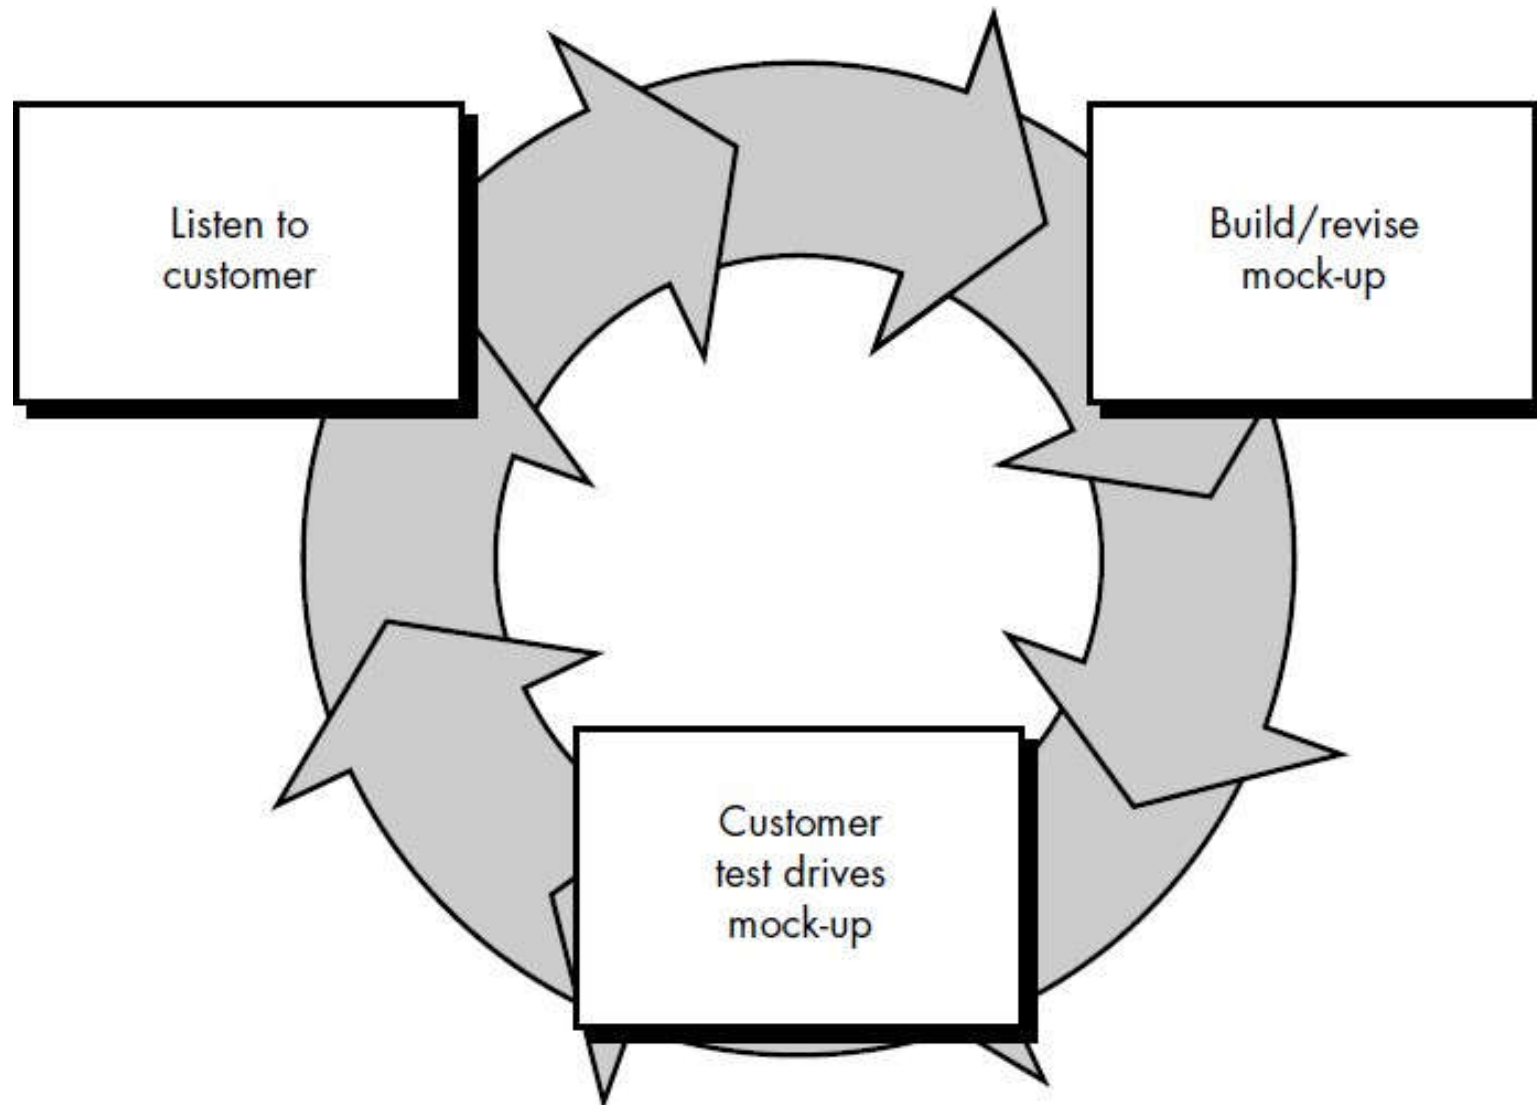 Listen to
customer
Build/revise
mock-up
Customer
test drives
mock-up